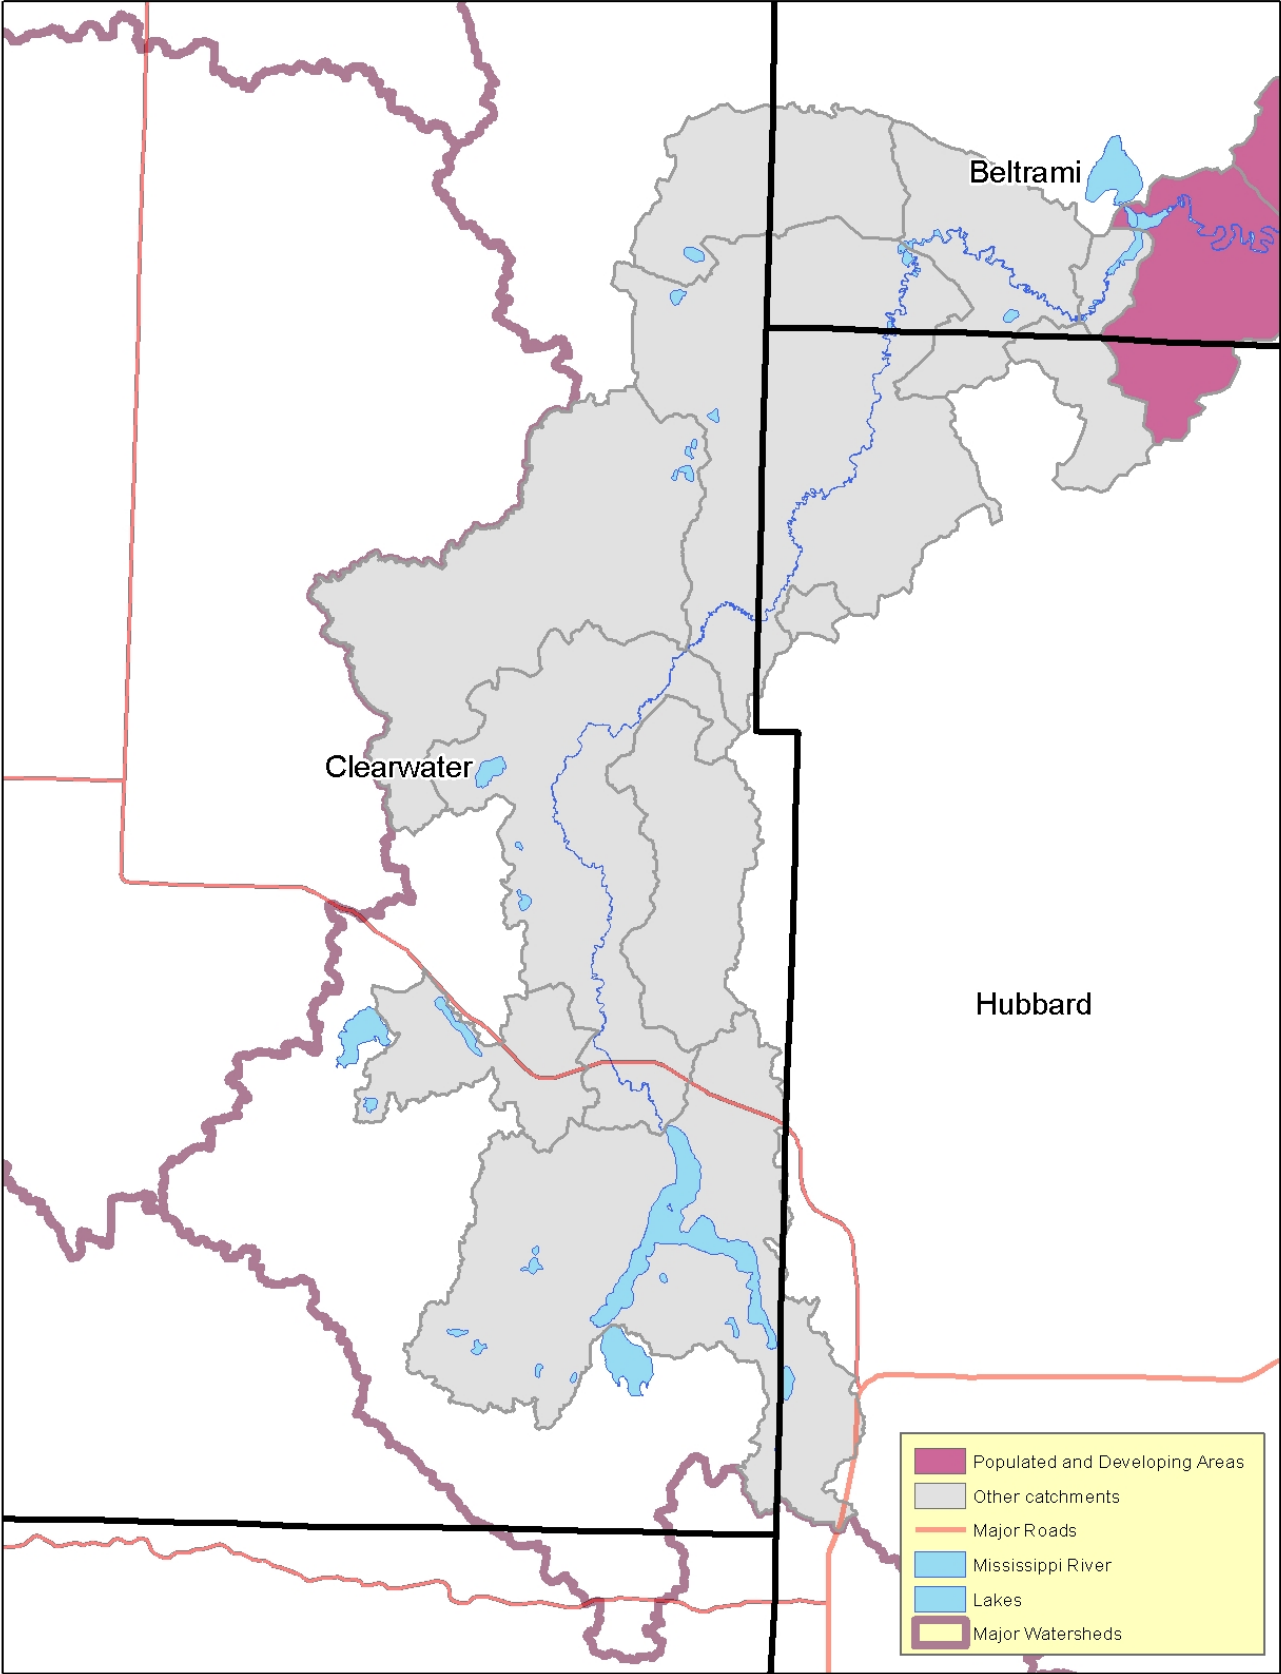 Beltrami
Clearwater
Hubbard
Populated and Developing Areas
Other catchments
Major Roads
Mississippi River
Lakes
Major Watersheds